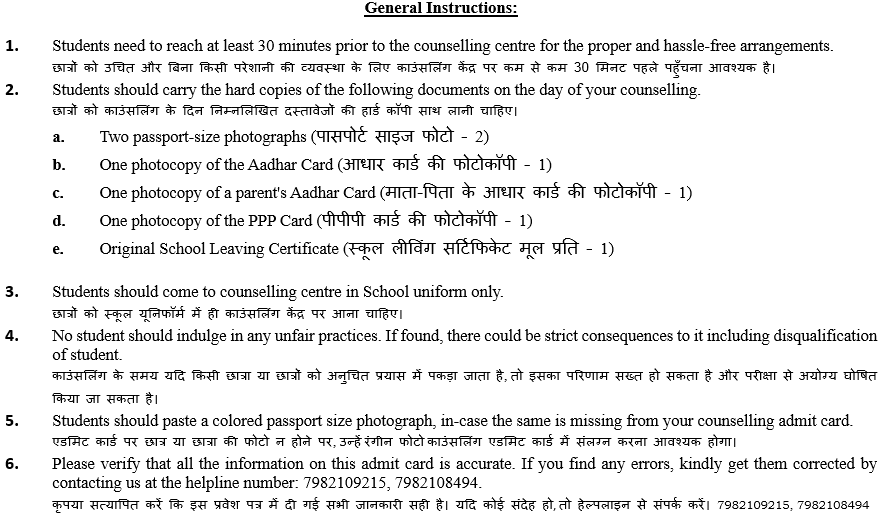 General Instructions:
1. Students need to reach at least 30 minutes prior to the counselling centre for the proper and hassle-free arrangements.
छात्रों को उचित और बिना किसी परेशानी की व्यवस्था के लिए काउंसलिंग केंद्र पर कम से कम 30 मिनट पहले पहुँचना आवश्यक है।
2. Students should carry the hard copies of the following documents on the day of your counselling.
छात्रों को काउंसलिंग के दिन निम्नलिखित दस्तावेजों की हार्ड कॉपी साथ लानी चाहिए।
a. Two passport-size photographs (पासपोर्ट साइज फोटो - 2)
b. One photocopy of the Aadhar Card (आधार कार्ड की फोटोकॉपी - 1)
c. One photocopy of a parent's Aadhar Card (माता-पिता के आधार कार्ड की फोटोकॉपी - 1)
d. One photocopy of the PPP Card (पीपीपी कार्ड की फोटोकॉपी - 1)
e. Original School Leaving Certificate (स्कूल लीविंग सर्टिफिकेट मूल प्रति - 1)
3. Students should come to counselling centre in School uniform only.
छात्रों को स्कूल यूनिफॉर्म में ही काउंसलिंग केंद्र पर आना चाहिए।
4. No student should indulge in any unfair practices. If found, there could be strict consequences to it including disqualification
of student.
काउंसलिंग के समय यदि किसी छात्रा या छात्रों को अनुचित प्रयास में पकड़ा जाता है, तो इसका परिणाम सख्त हो सकता है और परीक्षा से अयोग्य घोषित
किया जा सकता है।
5. Students should paste a colored passport size photograph, in-case the same is missing from your counselling admit card.
एडमिट कार्ड पर छात्र या छात्रा की फोटो न होने पर, उन्हें रंगीन फोटो काउंसलिंग एडमिट कार्ड में संलग्न करना आवश्यक होगा।
6. Please verify that all the information on this admit card is accurate. If you find any errors, kindly get them corrected by
contacting us at the helpline number: 7982109215, 7982108494.
कृपया सत्यापित करें कि इस प्रवेश पत्र में दी गई सभी जानकारी सही है। यदि कोई संदेह हो, तो हेल्पलाइन से संपर्क करें। 7982109215, 7982108494